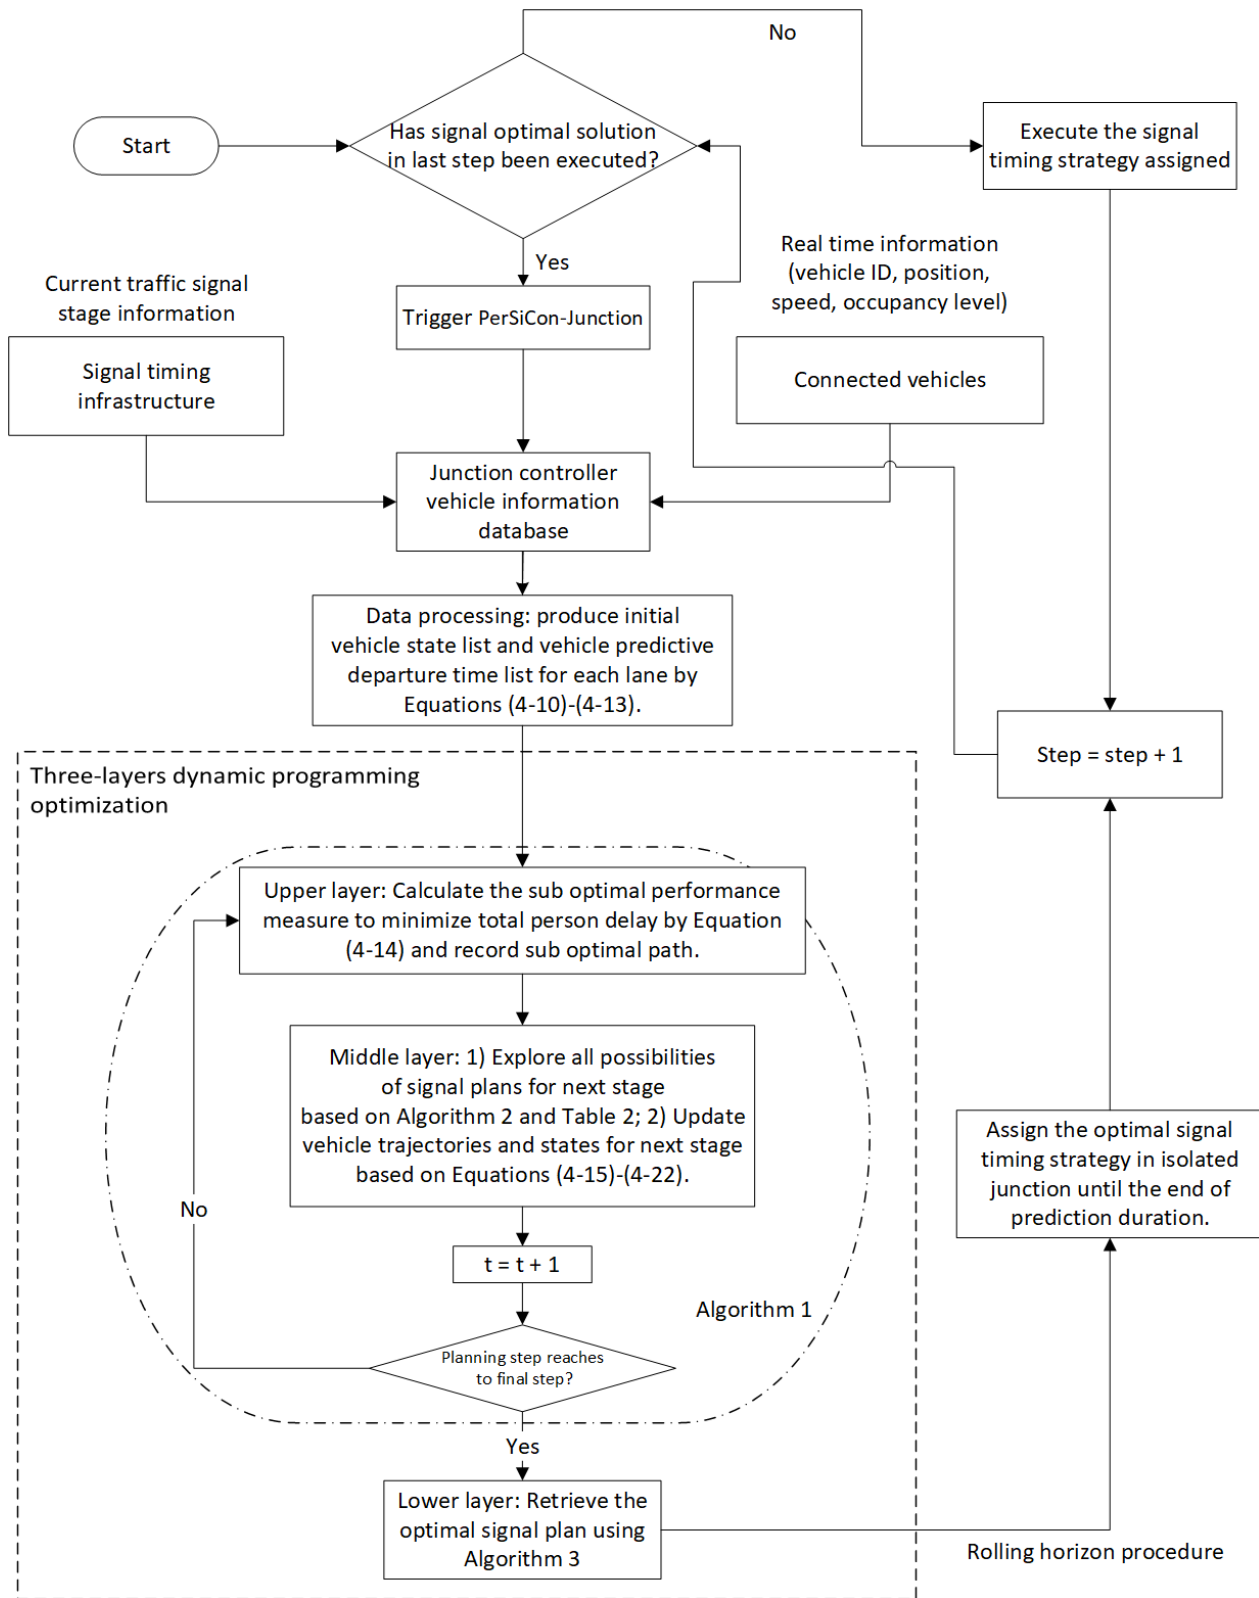 No
Start
Has signal optimal solution
in last step been executed?
Execute the signal
timing strategy assigned
Yes
Real time information
(vehicle ID, position,
speed, occupancy level)
Current traffic signal
stage information
Trigger PerSiCon-Junction
Signal timing
infrastructure
Connected vehicles
Junction controller
vehicle information
database
Data processing: produce initial
vehicle state list and vehicle predictive
departure time list for each lane by
Equations (4-10)-(4-13).
Step = step + 1
Three-layers dynamic programming
optimization
Upper layer: Calculate the sub optimal performance
measure to minimize total person delay by Equation
(4-14) and record sub optimal path.
Middle layer: 1) Explore all possibilities
of signal plans for next stage
based on Algorithm 2 and Table 2; 2) Update
vehicle trajectories and states for next stage
based on Equations (4-15)-(4-22).
Assign the optimal signal
timing strategy in isolated
junction until the end of
prediction duration.
No
t = t + 1
Algorithm 1
Planning step reaches
to final step?
Yes
Lower layer: Retrieve the
optimal signal plan using
Algorithm 3
Rolling horizon procedure